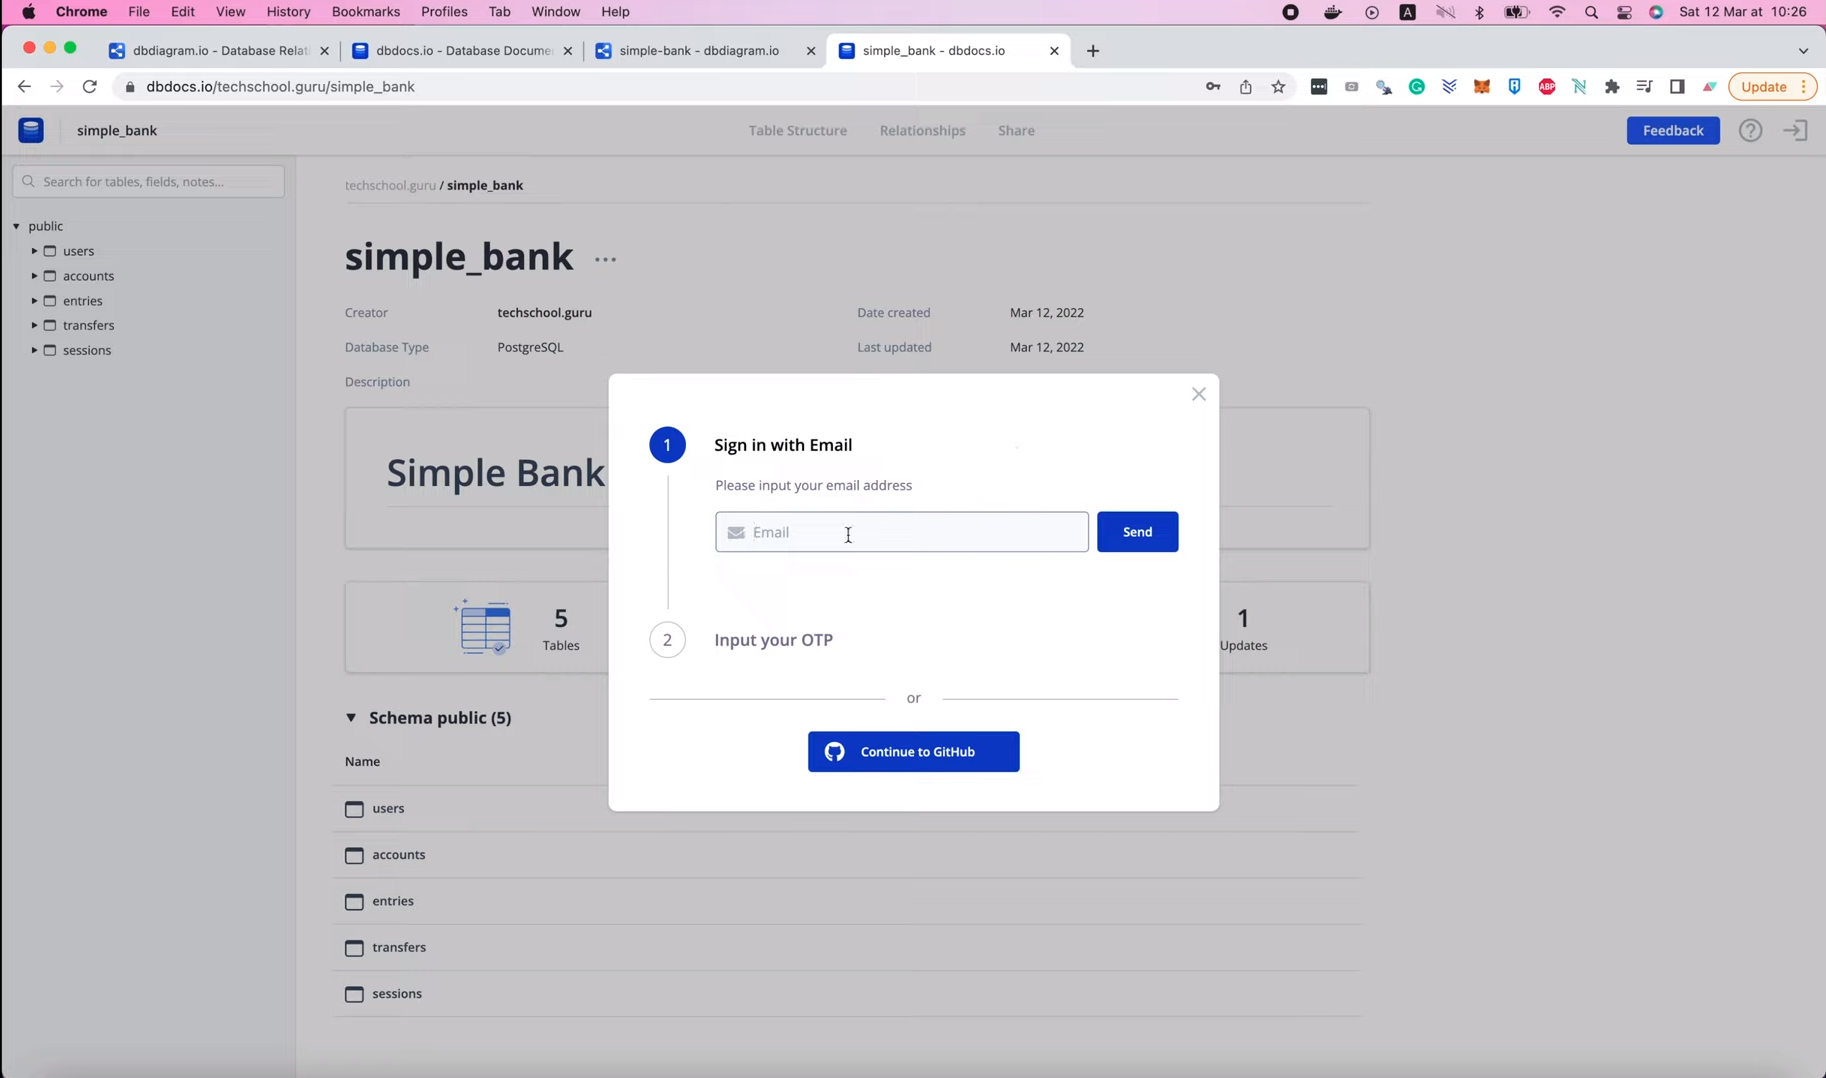 Chrome File Edit View History Bookmarks Profiles Tab Window Help
A
Sat 12 Mar at 10:26
dbdiagram.io - Database Relat
dbdocs.io - Database Docume
simple-bank - dbdiagram.io
simple_bank - dbdocs.io
dbdocs.io/techschool.guru/simple_bank
ABP
Update
simple_bank
Table Structure
Relationships
Share
Feedback
?
Search for tables, fields, notes...
public
users
accounts
entries
transfers
sessions
techschool.guru / simple_bank
simple_bank
Creator techschool.guru Date created Mar 12, 2022
Database Type PostgreSQL Last updated Mar 12, 2022
Description
Simple Bank
5
Tables
1
Updates
1 Sign in with Email
Please input your email address
Email
Send
2 Input your OTP
or
Continue to GitHub
Schema public (5)
Name
users
accounts
entries
transfers
sessions